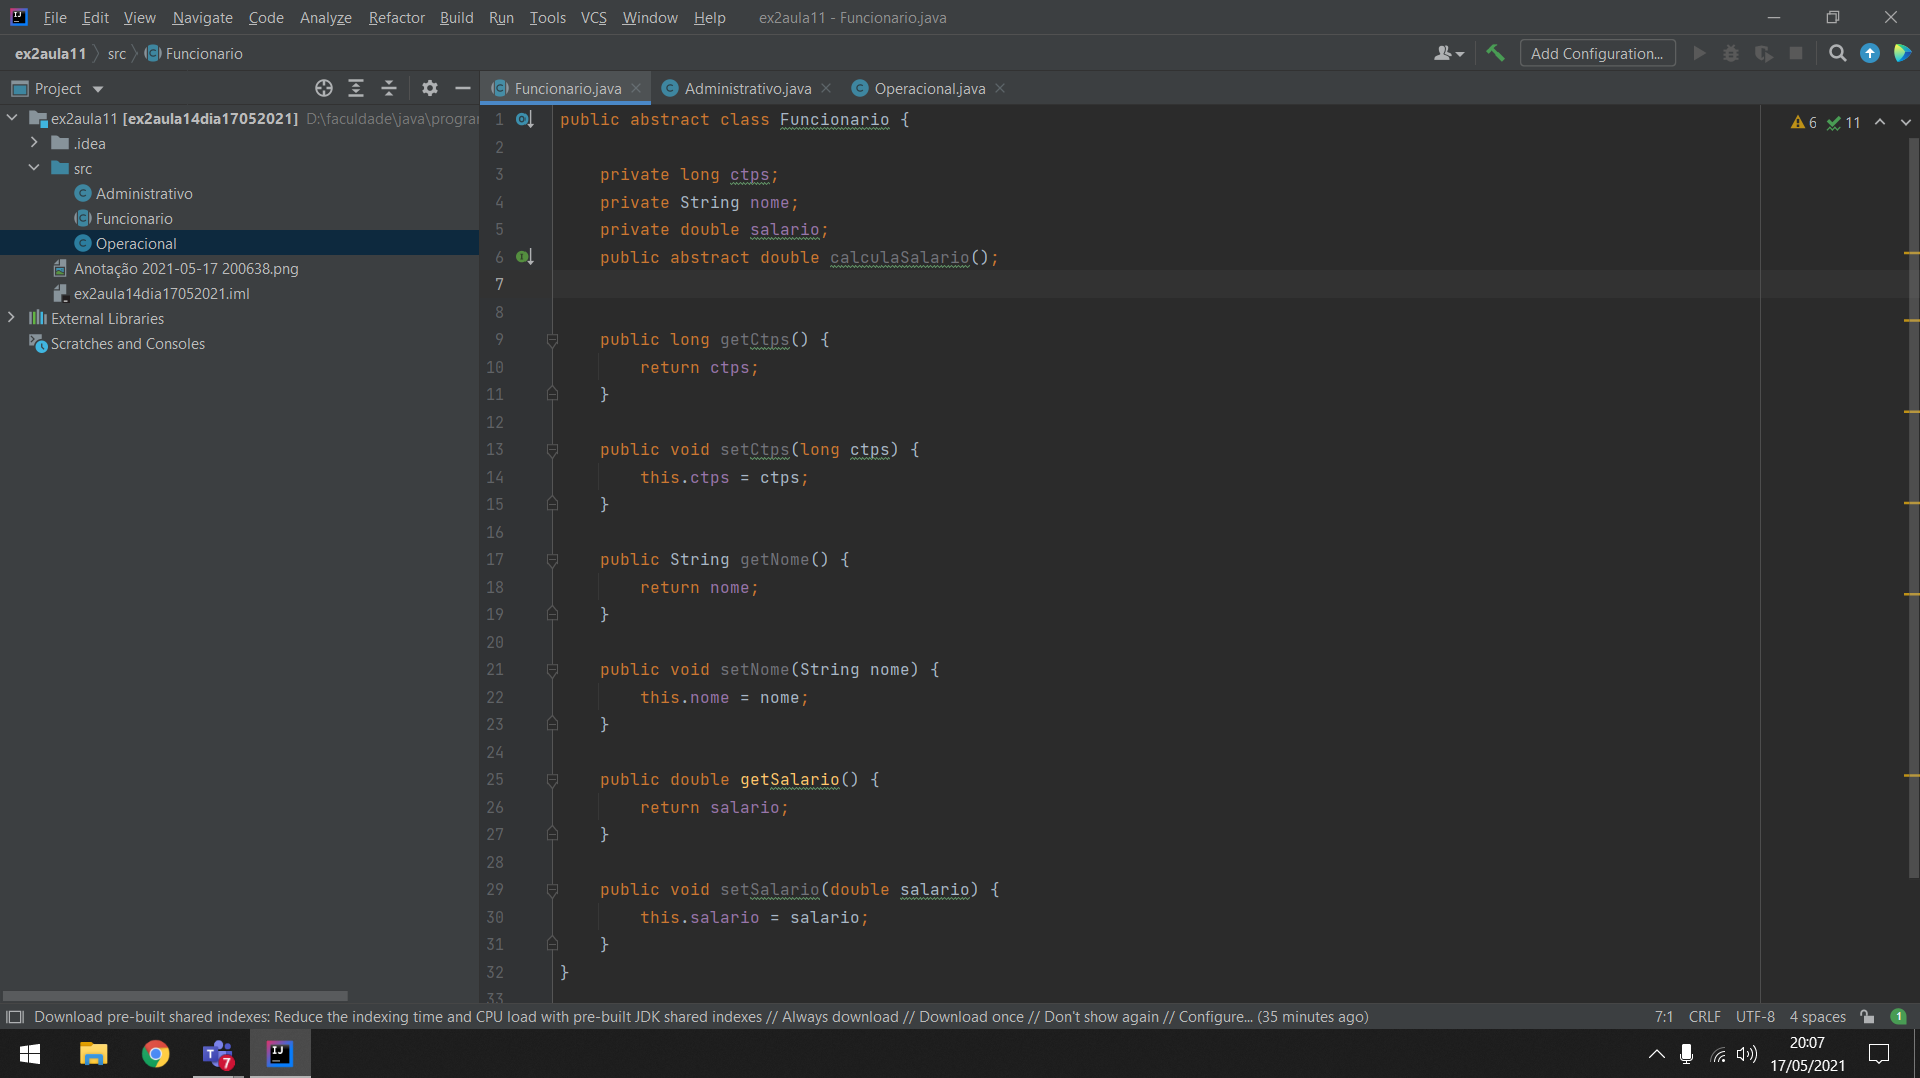 File Edit View Navigate Code Analyze Refactor Build Run Tools VCS Window Help ex2aula11 - Funcionario.java
ex2aula11 src Funcionario Add Configuration...
Project
Funcionario.java Administrativo.java Operacional.java
ex2aula11 [ex2aula14dia17052021] D:\faculdade\java\progra
.idea
src
Administrativo
Funcionario
Operacional
Anotação 2021-05-17 200638.png
ex2aula14dia17052021.iml
External Libraries
Scratches and Consoles
6 11
1 public abstract class Funcionario {
2
3 private long ctps;
4 private String nome;
5 private double salario;
6 public abstract double calculaSalario();
7
8
9 public long getCtps() {
10 return ctps;
11 }
12
13 public void setCtps(long ctps) {
14 this.ctps = ctps;
15 }
16
17 public String getNome() {
18 return nome;
19 }
20
21 public void setNome(String nome) {
22 this.nome = nome;
23 }
24
25 public double getSalario() {
26 return salario;
27 }
28
29 public void setSalario(double salario) {
30 this.salario = salario;
31 }
32 }
33
Download pre-built shared indexes: Reduce the indexing time and CPU load with pre-built JDK shared indexes // Always download // Download once // Don't show again // Configure... (35 minutes ago) 7:1 CRLF UTF-8 4 spaces 1
7
20:07
17/05/2021